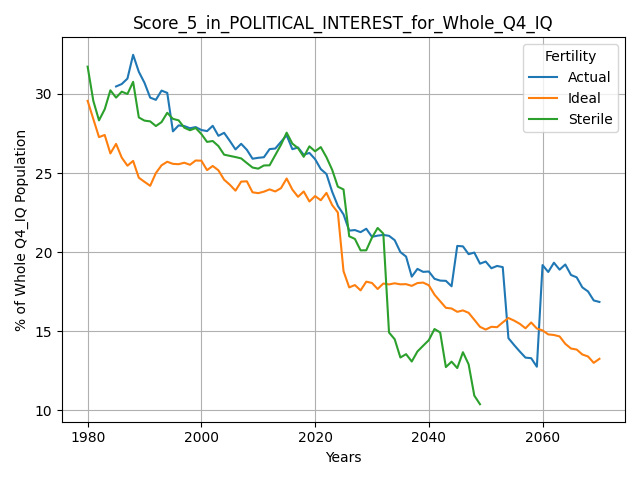 Score_5_in_POLITICAL_INTEREST_for_Whole_Q4_IQ
Fertility
Actual
Ideal
Sterile
% of Whole Q4_IQ Population
30
25
20
15
10
1980
2000
2020
2040
2060
Years